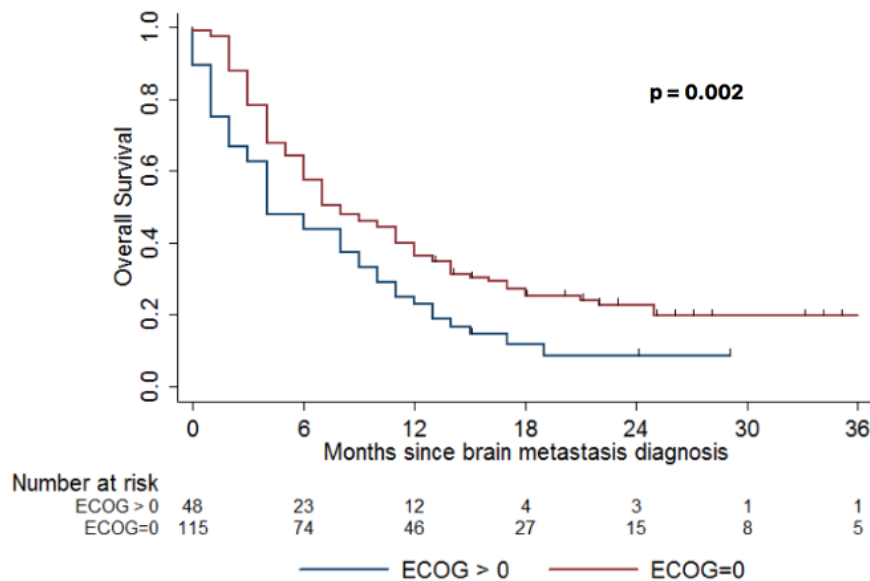 Overall Survival
1.0
0.8
0.6
0.4
0.2
0.0
p = 0.002
0 6 12 18 24 30 36
Months since brain metastasis diagnosis
Number at risk
ECOG > 0 48 23 12 4 3 1 1
ECOG=0 115 74 46 27 15 8 5
ECOG > 0 ECOG=0